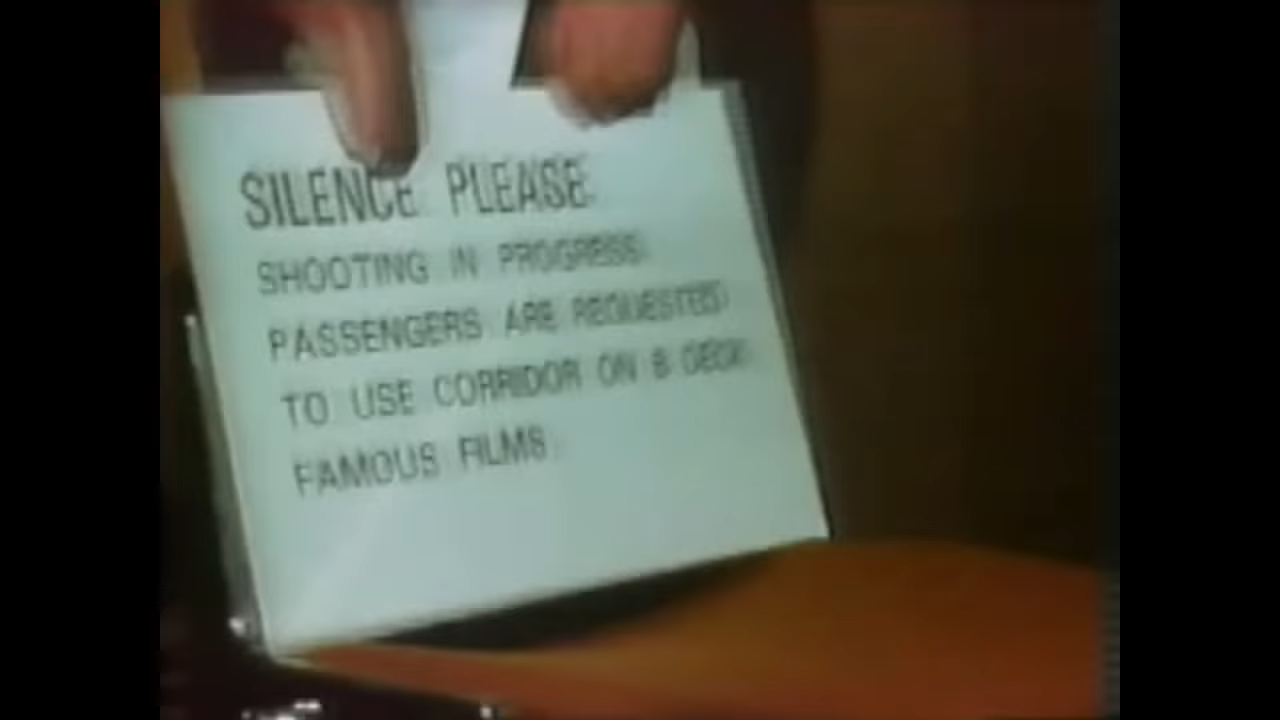 SILENCE PLEASE.
SHOOTING IN PROGRESS.
PASSENGERS ARE REQUESTED
TO USE CORRIDOR ON B DECK.
FAMOUS FILMS.